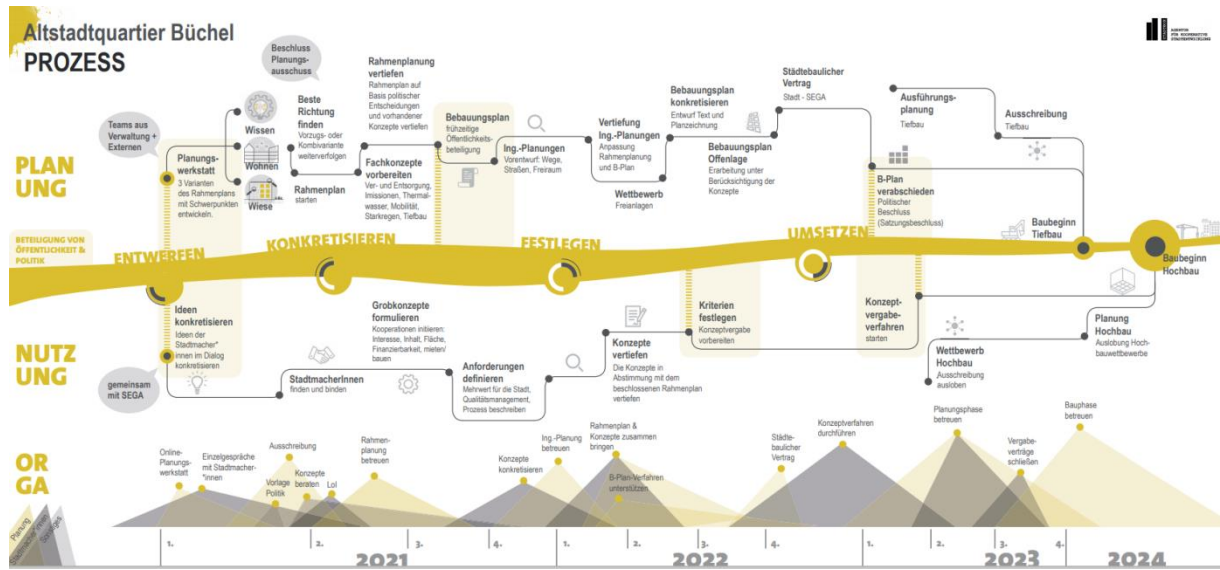 Altstadtquartier Büchel
PROZESS
AGENTUR
FÜR KOOPERATIVE
STADTENTWICKLUNG
PLAN
UNG
Teams aus
Verwaltung +
Externen
Planungs-
werkstatt
3 Varianten
des Rahmenplans
mit Schwerpunkten
entwickeln.
Wissen
Wohnen
Wiese
Beschluss
Planungs-
ausschuss
Beste
Richtung
finden
Vorzugs- oder
Kombivariante
weiterverfolgen
Rahmenplan
starten
Rahmenplanung
vertiefen
Rahmenplan auf
Basis politischer
Entscheidungen
und vorhandener
Konzepte vertiefen
Fachkonzepte
vorbereiten
Ver- und Entsorgung,
Imissionen, Thermal-
wasser, Mobilität,
Starkregen, Tiefbau
Bebauungsplan
frühzeitige
Öffentlichkeits-
beteiligung
Ing.-Planungen
Vorentwurf: Wege,
Straßen, Freiraum
Vertiefung
Ing.-Planungen
Anpassung
Rahmenplanung
und B-Plan
Wettbewerb
Freianlagen
Bebauungsplan
konkretisieren
Entwurf Text und
Planzeichnung
Bebauungsplan
Offenlage
Erarbeitung unter
Berücksichtigung der
Konzepte
Städtebaulicher
Vertrag
Stadt - SEGA
B-Plan
verabschieden
Politischer
Beschluss
(Satzungsbeschluss)
Ausführungs-
planung
Tiefbau
Ausschreibung
Tiefbau
Baubeginn
Tiefbau
Baubeginn
Hochbau
BETEILIGUNG VON
ÖFFENTLICHKEIT &
POLITIK
ENTWERFEN
KONKRETISIEREN
FESTLEGEN
UMSETZEN
NUTZ
UNG
Ideen
konkretisieren
Ideen der
Stadtmacher*
innen im Dialog
konkretisieren
gemeinsam
mit SEGA
StadtmacherInnen
finden und binden
Grobkonzepte
formulieren
Kooperationen initiieren:
Interesse, Inhalt, Fläche,
Finanzierbarkeit, mieten/
bauen
Anforderungen
definieren
Mehrwert für die Stadt,
Qualitätsmanagement,
Prozess beschreiben
Konzepte
vertiefen
Die Konzepte in
Abstimmung mit dem
beschlossenen Rahmenplan
vertiefen
Kriterien
festlegen
Konzeptvergabe
vorbereiten
Konzept-
vergabe-
verfahren
starten
Wettbewerb
Hochbau
Ausschreibung
ausloben
Planung
Hochbau
Auslobung Hoch-
bauwettbewerbe
OR
GA
Planung
Stadtmacher*innen
Sonstiges
Online-
Planungs-
werkstatt
Einzelgespräche
mit Stadtmacher-
*innen
Ausschreibung
Vorlage
Politik
Konzepte
beraten
LoI
Rahmen-
planung
betreuen
Konzepte
konkretisieren
Ing.-Planung
betreuen
Rahmenplan &
Konzepte zusammen
bringen
B-Plan-Verfahren
unterstützen
Städte-
baulicher
Vertrag
Konzeptverfahren
durchführen
Planungsphase
betreuen
Vergabe-
verträge
schließen
Bauphase
betreuen
1. 2. 3. 4. 1. 2. 3. 4. 1. 2. 3. 4.
2021 2022 2023 2024